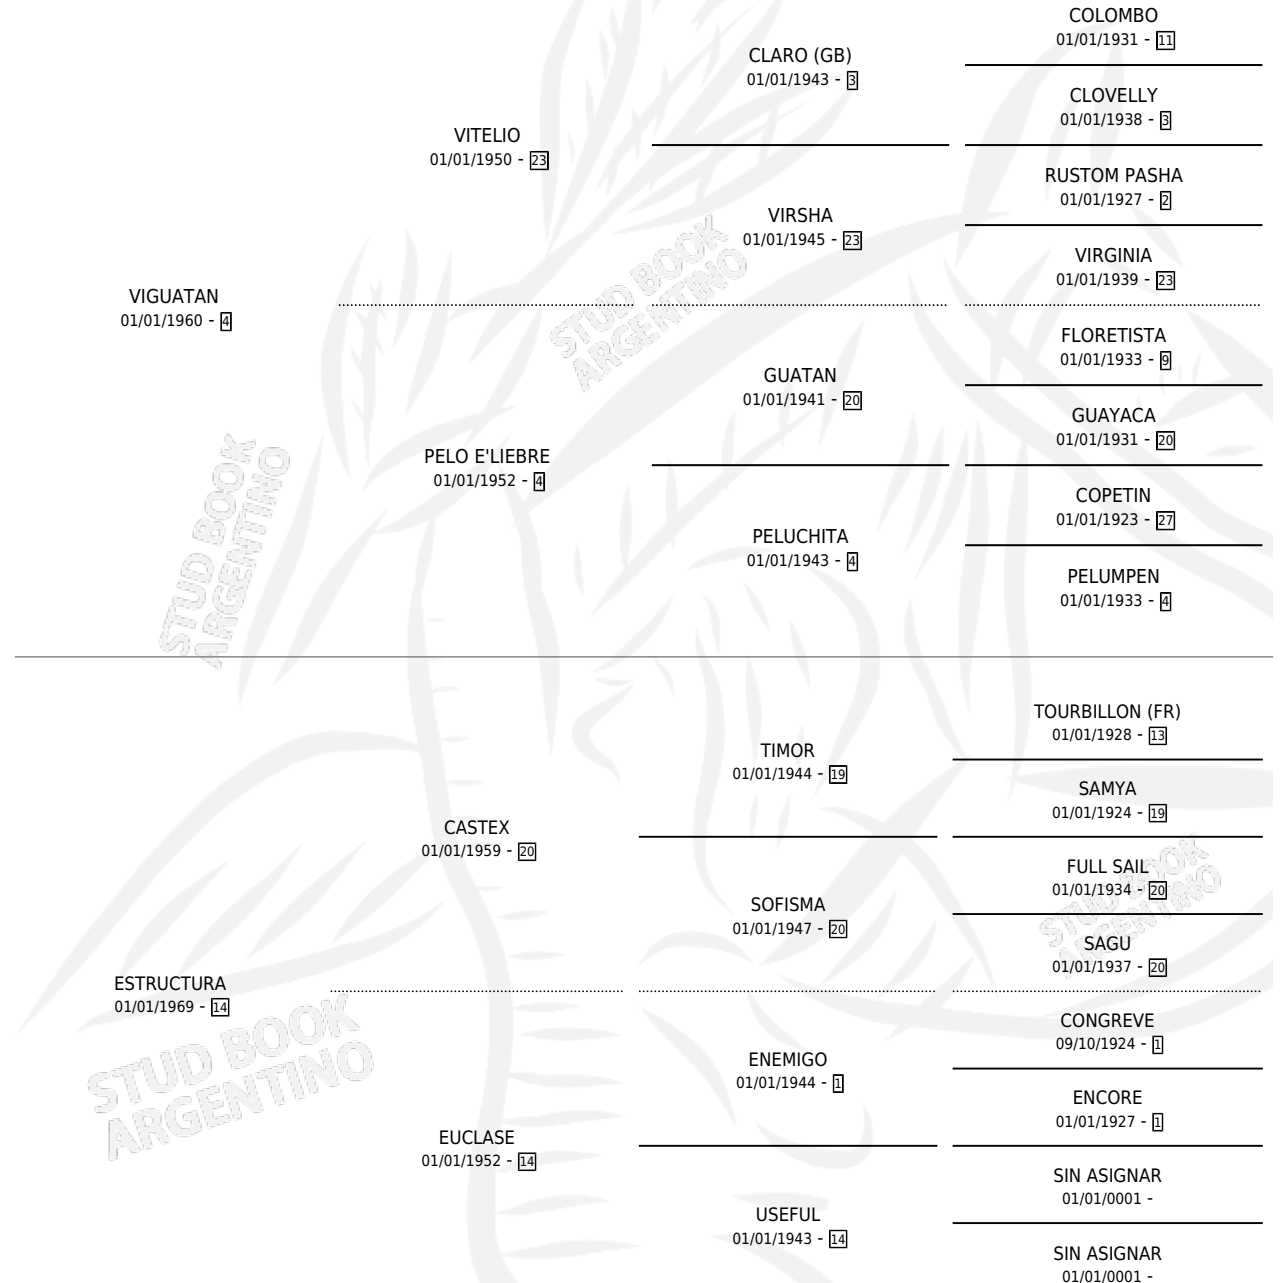 COLOMBO
01/01/1931 - 11
CLARO (GB)
01/01/1943 - 3
CLOVELLY
01/01/1938 - 3
VITELIO
01/01/1950 - 23
RUSTOM PASHA
01/01/1927 - 2
VIRSHA
01/01/1945 - 23
VIRGINIA
01/01/1939 - 23
VIGUATAN
01/01/1960 - 4
STUD BOOK
ARGENTINO
FLORETISTA
01/01/1933 - 9
GUATAN
01/01/1941 - 20
GUAYACA
01/01/1931 - 20
PELO E'LIEBRE
01/01/1952 - 4
COPETIN
01/01/1923 - 27
PELUCHITA
01/01/1943 - 4
PELUMPEN
01/01/1933 - 4
STUD BOOK
ARGENTINO
TOURBILLON (FR)
01/01/1928 - 13
TIMOR
01/01/1944 - 19
SAMYA
01/01/1924 - 19
CASTEX
01/01/1959 - 20
FULL SAIL
01/01/1934 - 20
SOFISMA
01/01/1947 - 20
SAGU
01/01/1937 - 20
STUD BOOK
ARGENTINO
ESTRUCTURA
01/01/1969 - 14
CONGREVE
09/10/1924 - 1
ENEMIGO
01/01/1944 - 1
ENCORE
01/01/1927 - 1
STUD BOOK
ARGENTINO
EUCLASE
01/01/1952 - 14
SIN ASIGNAR
01/01/0001 -
USEFUL
01/01/1943 - 14
SIN ASIGNAR
01/01/0001 -